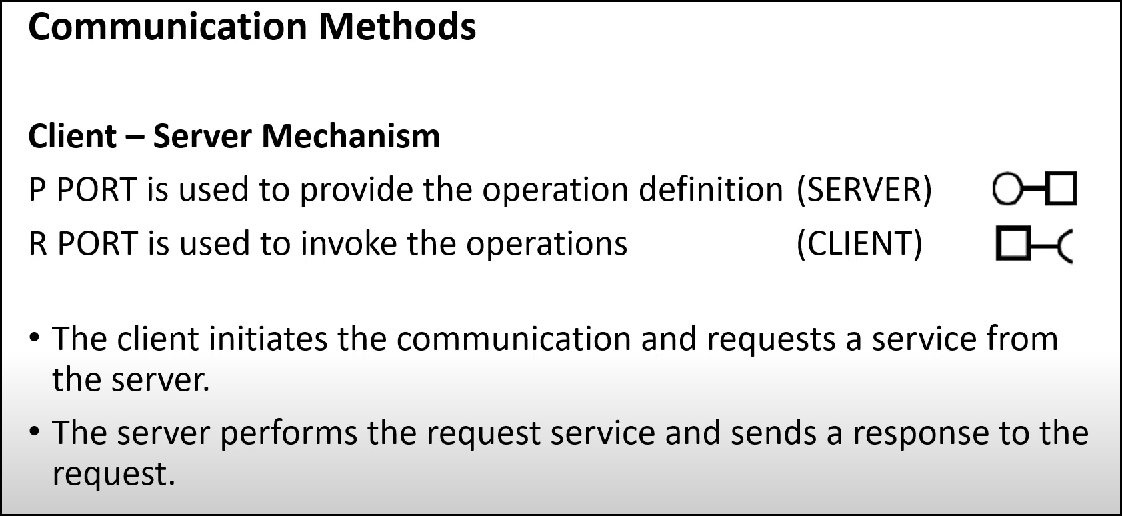 Communication Methods
Client – Server Mechanism
P PORT is used to provide the operation definition (SERVER)
R PORT is used to invoke the operations (CLIENT)
• The client initiates the communication and requests a service from
the server.
• The server performs the request service and sends a response to the
request.